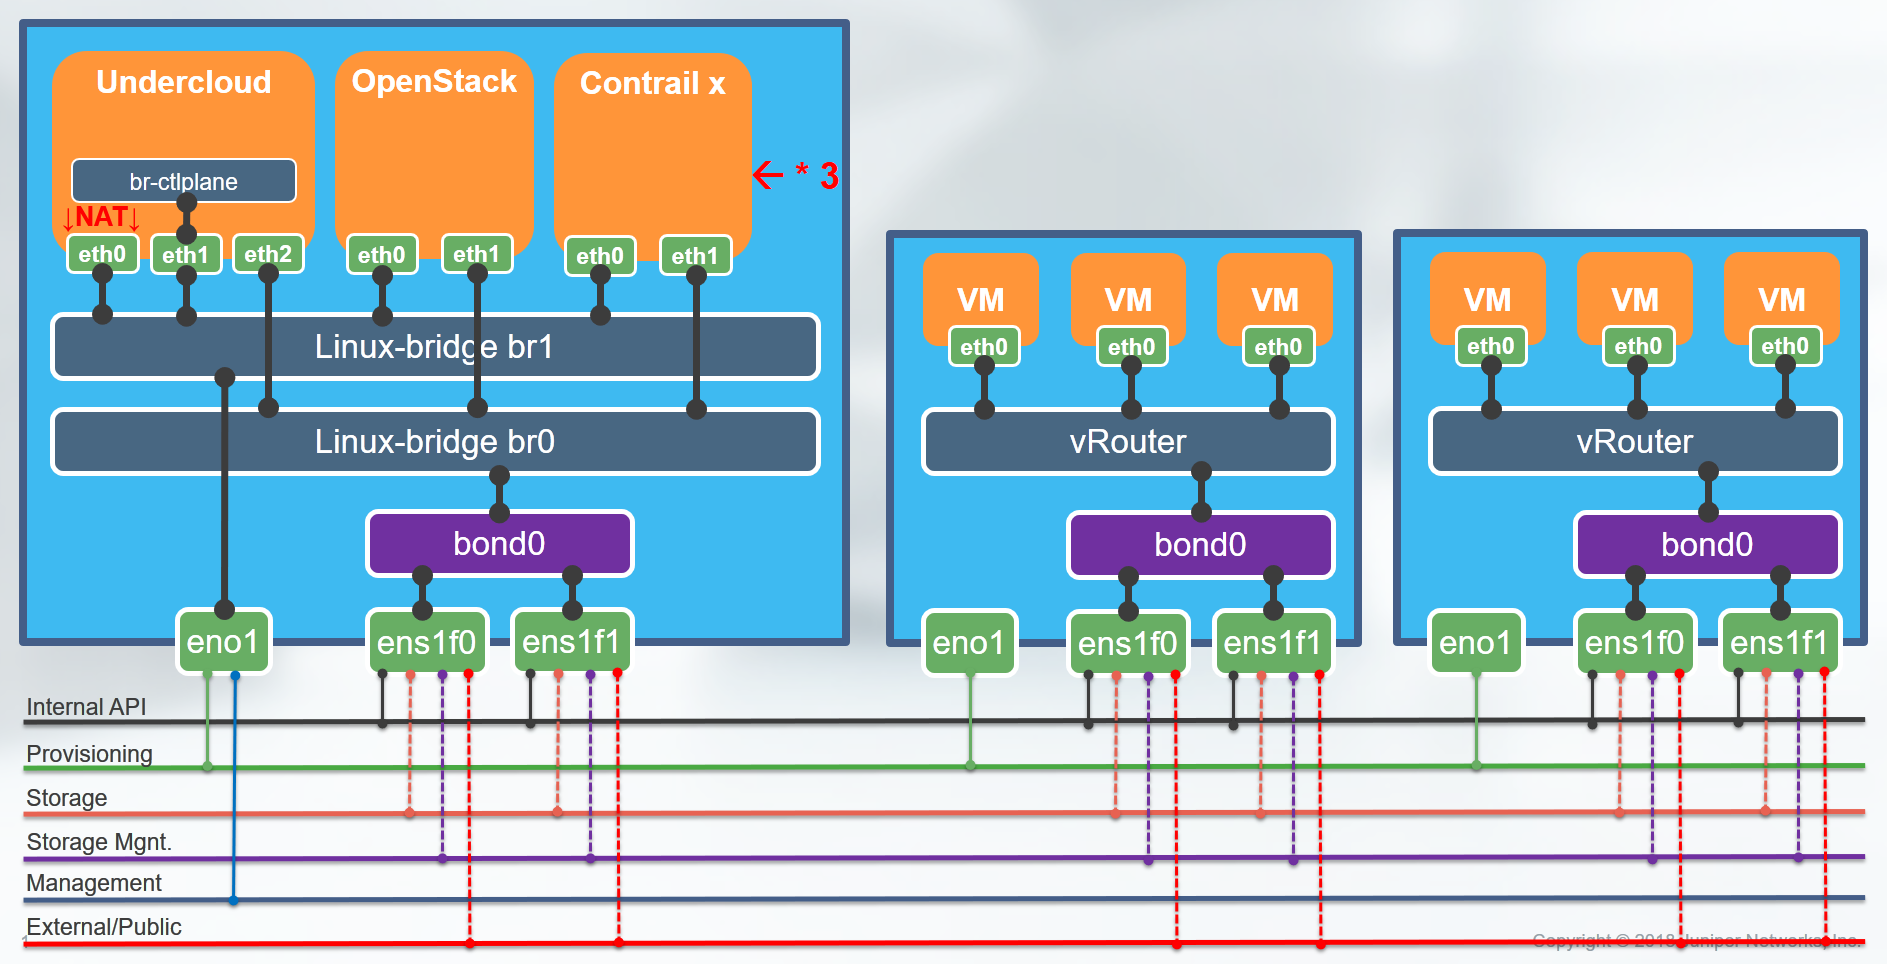 Undercloud
OpenStack
Contrail x
br-ctlplane
← * 3
↓NAT↓
eth0
eth1
eth2
eth0
eth1
eth0
eth1
Linux-bridge br1
Linux-bridge br0
bond0
eno1
ens1f0
ens1f1
VM
VM
VM
eth0
eth0
eth0
vRouter
bond0
eno1
ens1f0
ens1f1
VM
VM
VM
eth0
eth0
eth0
vRouter
bond0
eno1
ens1f0
ens1f1
Internal API
Provisioning
Storage
Storage Mgnt.
Management
External/Public
1
Copyright © 2018 Juniper Networks, Inc.